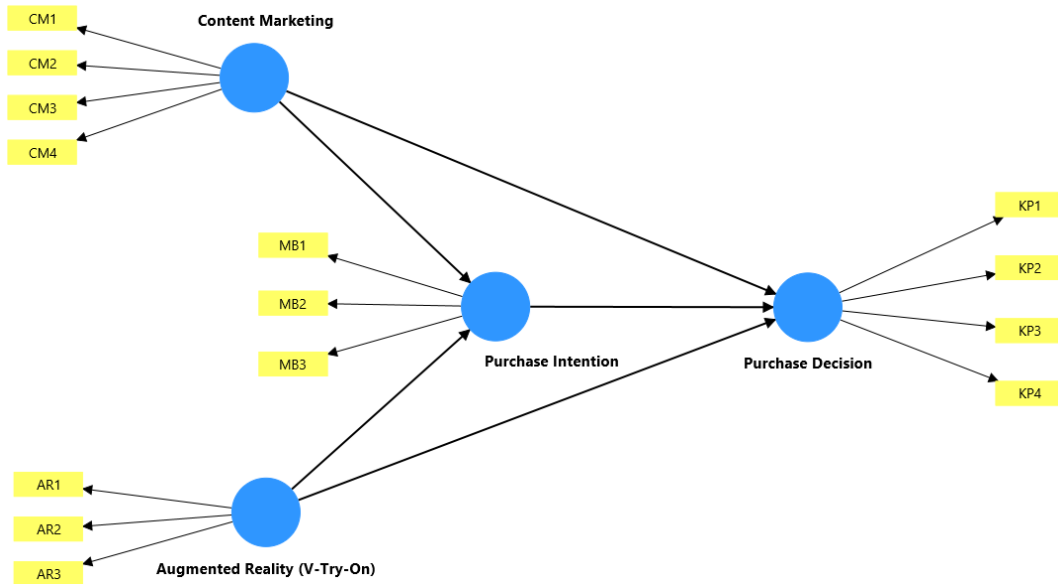 CM1
Content Marketing
CM2
CM3
CM4
KP1
MB1
KP2
MB2
KP3
MB3
Purchase Intention
Purchase Decision
KP4
AR1
AR2
AR3
Augmented Reality (V-Try-On)